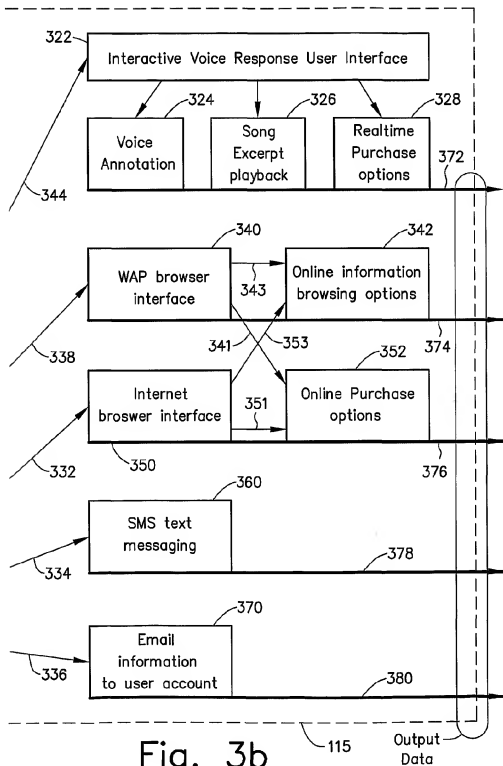 322
Interactive Voice Response User Interface
324
326
328
Voice
Annotation
Song
Excerpt
playback
Realtime
Purchase
options
372
344
340
342
WAP browser
interface
343
Online information
browsing options
374
338
341
353
352
Internet
broswer interface
351
Online Purchase
options
332
350
376
360
SMS text
messaging
334
378
370
Email
information
to user account
336
380
115
Output
Data
Fig. 3b